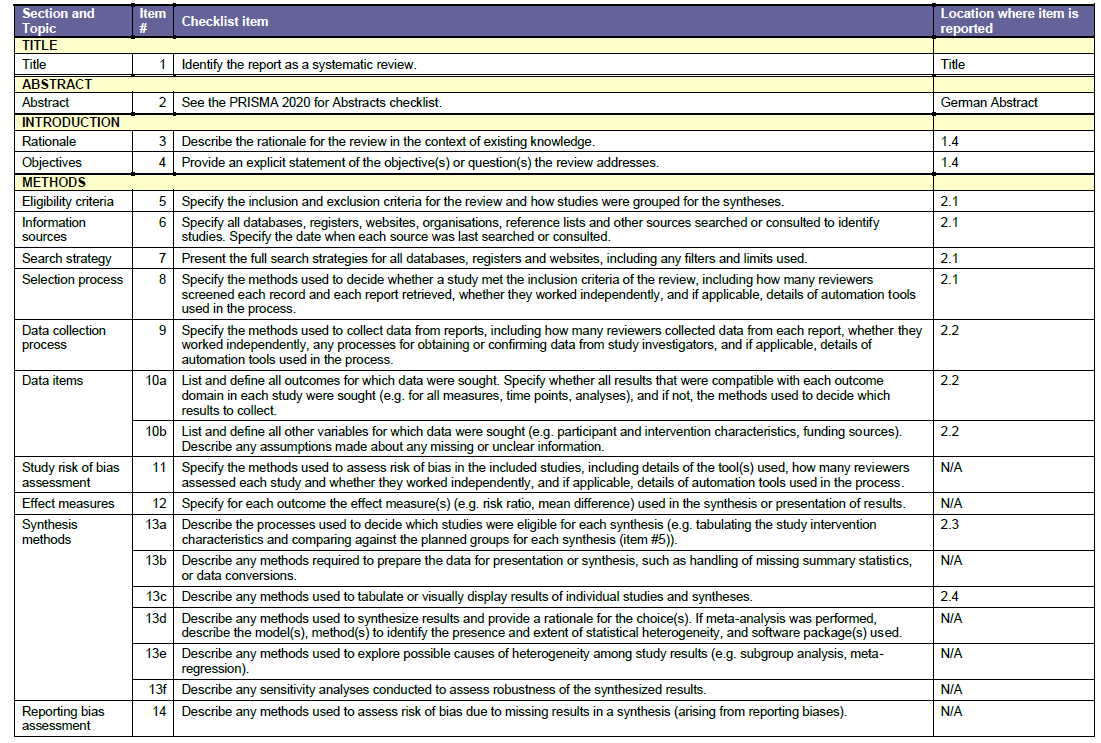 Section and Topic Item # Checklist item Location where item is reported
TITLE
Title 1 Identify the report as a systematic review. Title
ABSTRACT
Abstract 2 See the PRISMA 2020 for Abstracts checklist. German Abstract
INTRODUCTION
Rationale 3 Describe the rationale for the review in the context of existing knowledge. 1.4
Objectives 4 Provide an explicit statement of the objective(s) or question(s) the review addresses. 1.4
METHODS
Eligibility criteria 5 Specify the inclusion and exclusion criteria for the review and how studies were grouped for the syntheses. 2.1
Information sources 6 Specify all databases, registers, websites, organisations, reference lists and other sources searched or consulted to identify
studies. Specify the date when each source was last searched or consulted. 2.1
Search strategy 7 Present the full search strategies for all databases, registers and websites, including any filters and limits used. 2.1
Selection process 8 Specify the methods used to decide whether a study met the inclusion criteria of the review, including how many reviewers
screened each record and each report retrieved, whether they worked independently, and if applicable, details of automation tools
used in the process. 2.1
Data collection process 9 Specify the methods used to collect data from reports, including how many reviewers collected data from each report, whether they
worked independently, any processes for obtaining or confirming data from study investigators, and if applicable, details of
automation tools used in the process. 2.2
Data items 10a List and define all outcomes for which data were sought. Specify whether all results that were compatible with each outcome
domain in each study were sought (e.g. for all measures, time points, analyses), and if not, the methods used to decide which
results to collect. 2.2
10b List and define all other variables for which data were sought (e.g. participant and intervention characteristics, funding sources).
Describe any assumptions made about any missing or unclear information. 2.2
Study risk of bias assessment 11 Specify the methods used to assess risk of bias in the included studies, including details of the tool(s) used, how many reviewers
assessed each study and whether they worked independently, and if applicable, details of automation tools used in the process. N/A
Effect measures 12 Specify for each outcome the effect measure(s) (e.g. risk ratio, mean difference) used in the synthesis or presentation of results. N/A
Synthesis methods 13a Describe the processes used to decide which studies were eligible for each synthesis (e.g. tabulating the study intervention
characteristics and comparing against the planned groups for each synthesis (item #5)). 2.3
13b Describe any methods required to prepare the data for presentation or synthesis, such as handling of missing summary statistics,
or data conversions. N/A
13c Describe any methods used to tabulate or visually display results of individual studies and syntheses. 2.4
13d Describe any methods used to synthesize results and provide a rationale for the choice(s). If meta-analysis was performed,
describe the model(s), method(s) to identify the presence and extent of statistical heterogeneity, and software package(s) used. N/A
13e Describe any methods used to explore possible causes of heterogeneity among study results (e.g. subgroup analysis, meta-
regression). N/A
13f Describe any sensitivity analyses conducted to assess robustness of the synthesized results. N/A
Reporting bias assessment 14 Describe any methods used to assess risk of bias due to missing results in a synthesis (arising from reporting biases). N/A